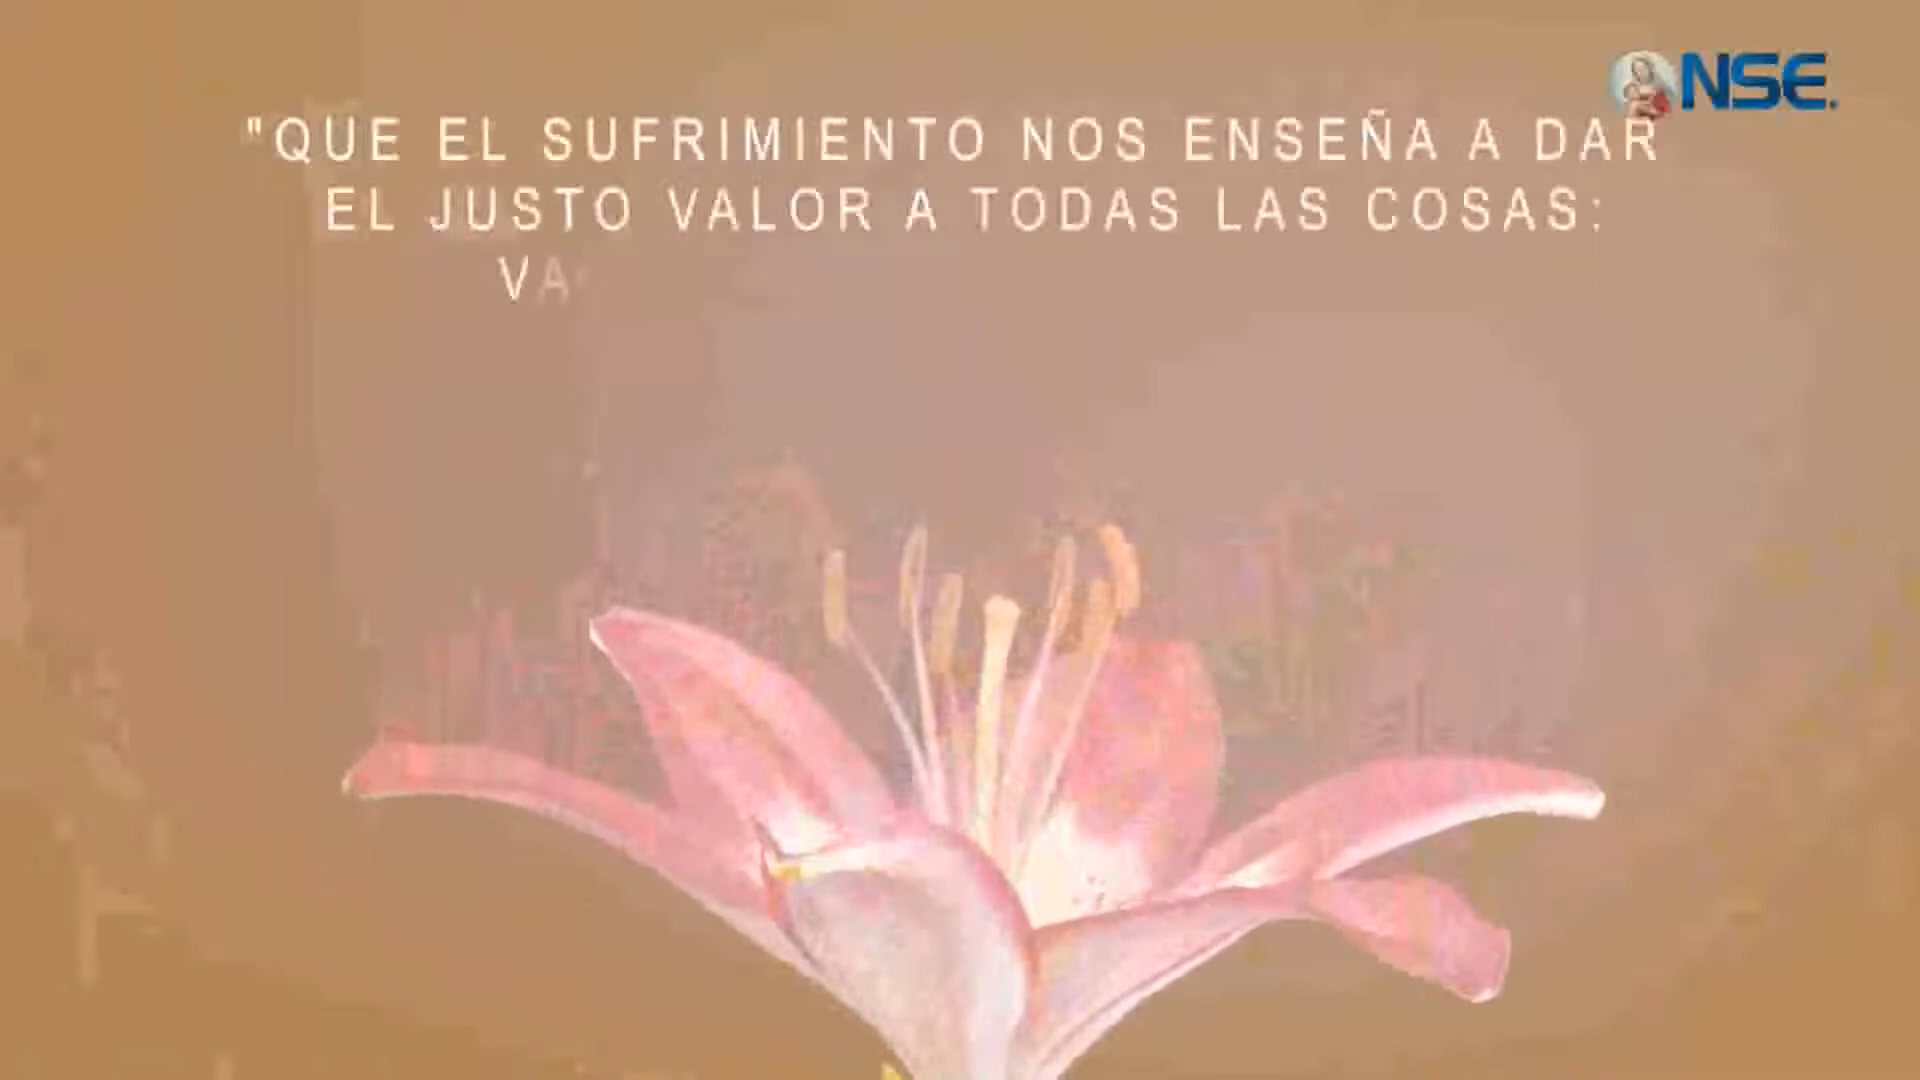 NSE
"QUE EL SUFRIMIENTO NOS ENSEÑA A DAR
EL JUSTO VALOR A TODAS LAS COSAS: